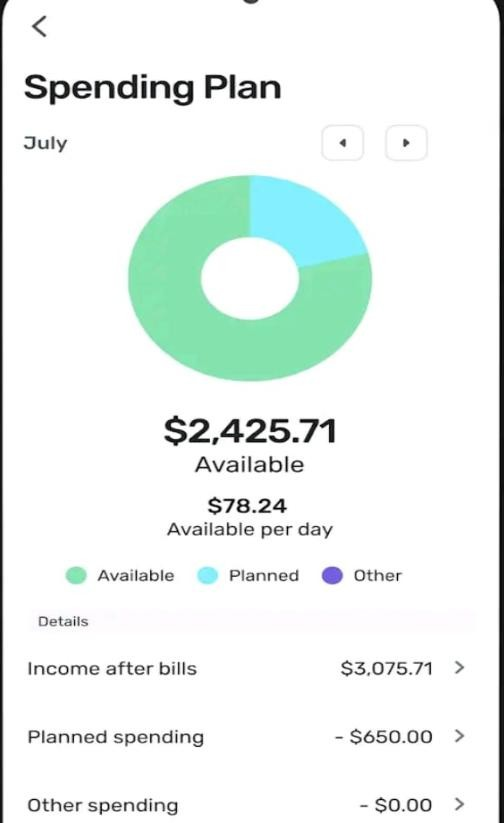 Spending Plan
July
$2,425.71
Available
$78.24
Available per day
Available Planned Other
Details
Income after bills $3,075.71
Planned spending - $650.00
Other spending - $0.00